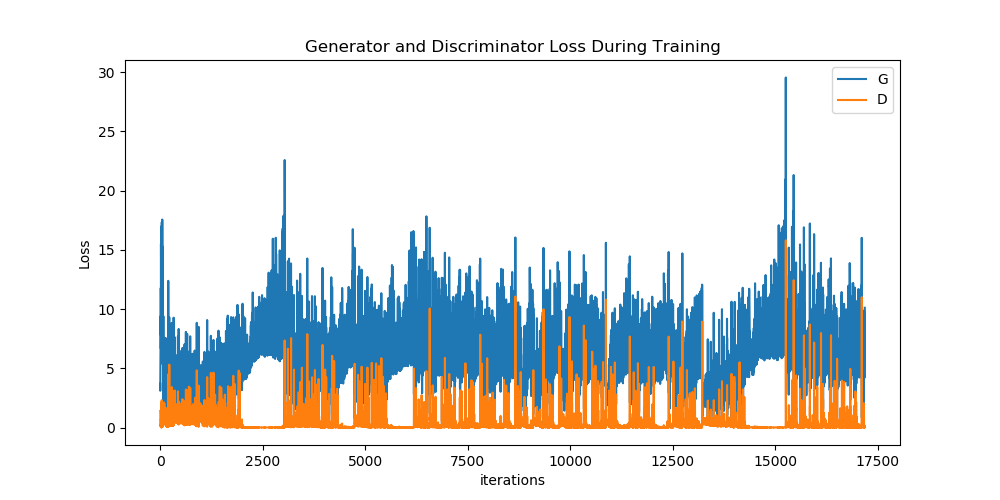 Generator and Discriminator Loss During Training
G
D
30
25
20
15
10
5
0
Loss
0 2500 5000 7500 10000 12500 15000 17500
iterations